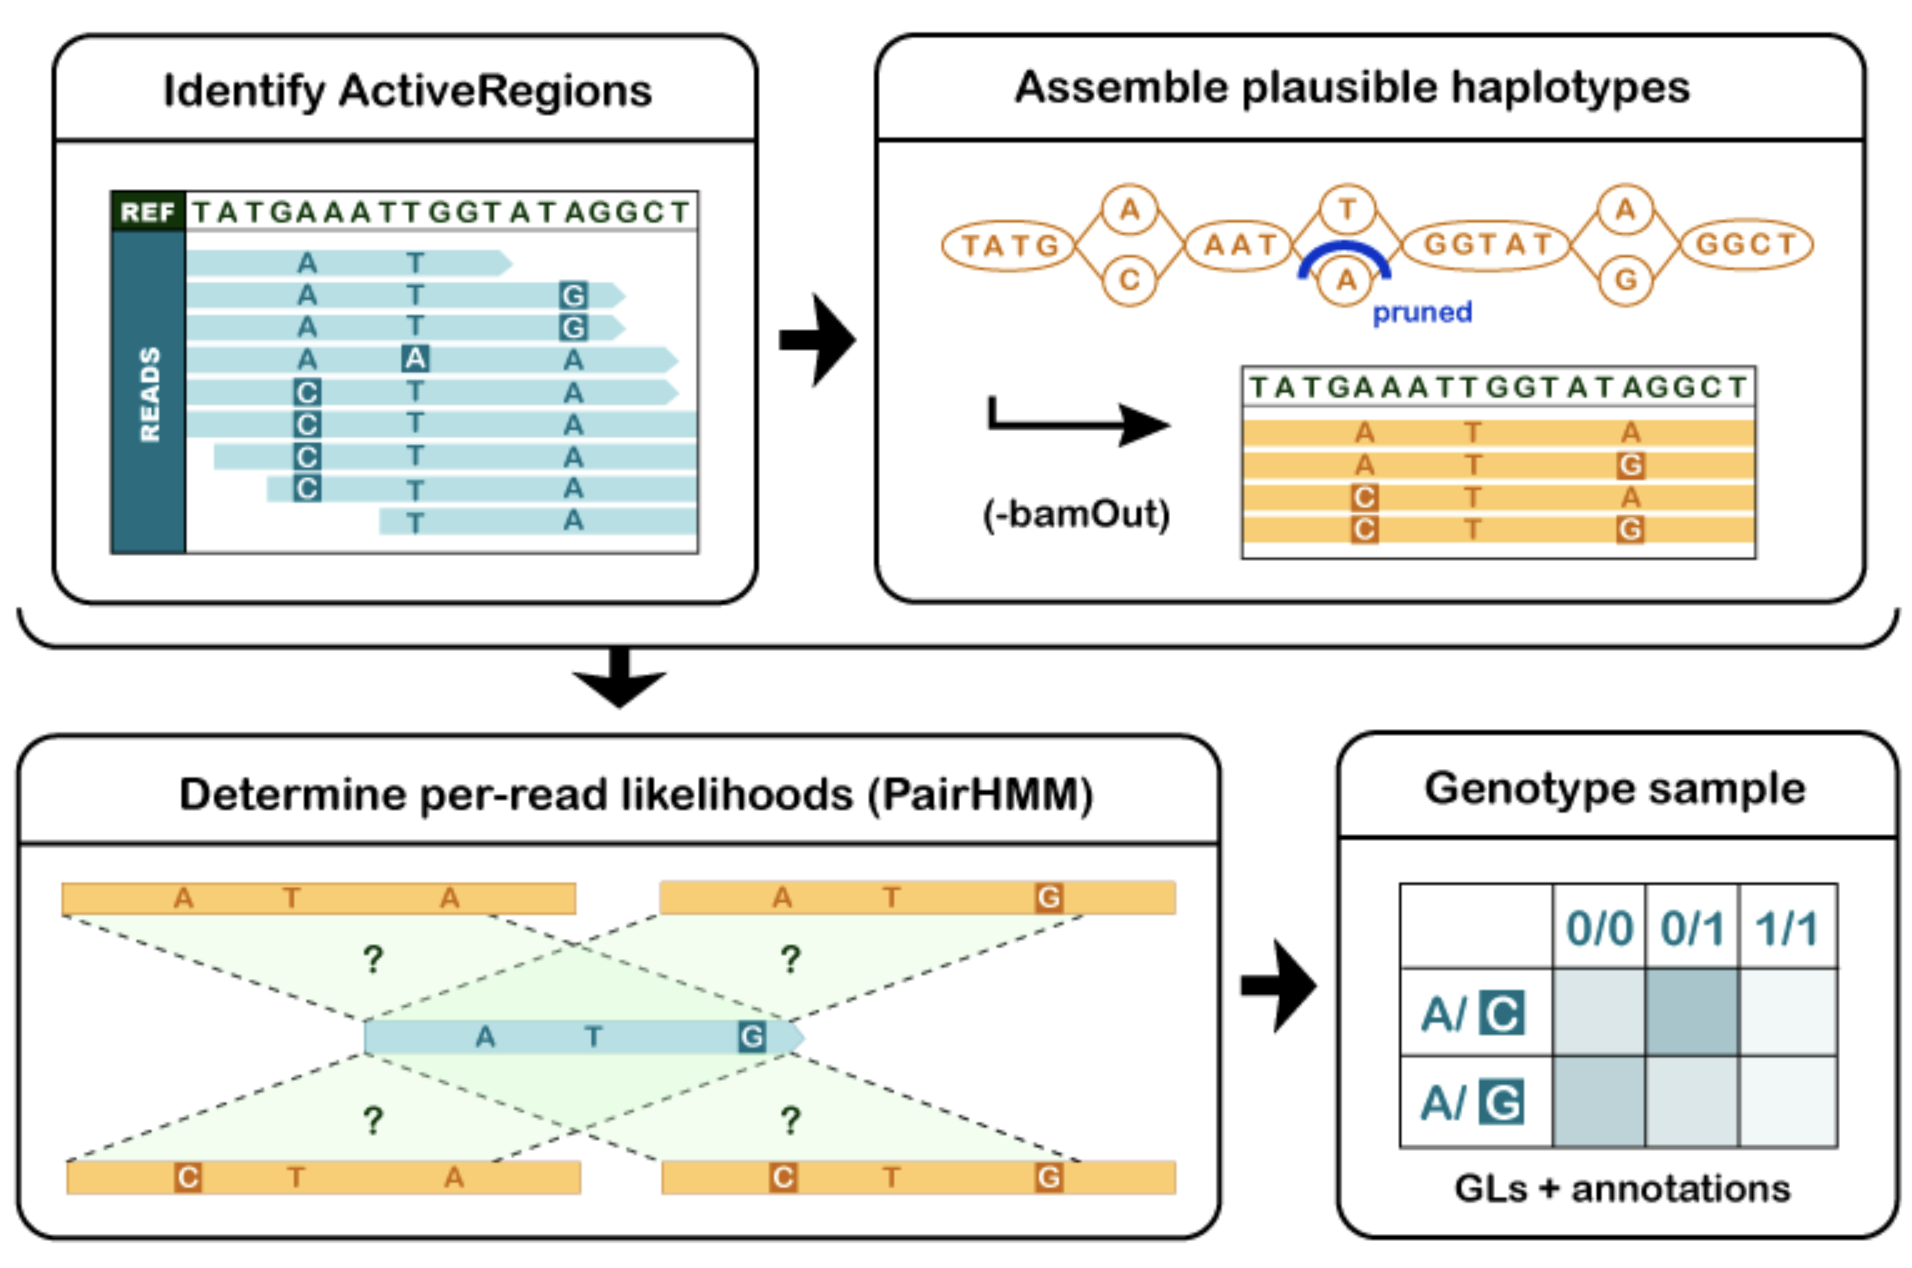 Identify ActiveRegions
REF TATGAAATTGGTATAGGCT
READS
A T
A T G
A T G
A A A
C T A
C T A
C T A
C T A
T A
Assemble plausible haplotypes
A T A
TATG AAT GGTAT GGCT
C A G
pruned
TATGAAATTGGTATAGGCT
A T A
A T G
C T A
C T G
(-bamOut)
Determine per-read likelihoods (PairHMM)
A T A A T G
? ?
A T G
? ?
C T A C T G
Genotype sample
0/0 0/1 1/1
A/ C
A/ G
GLs + annotations